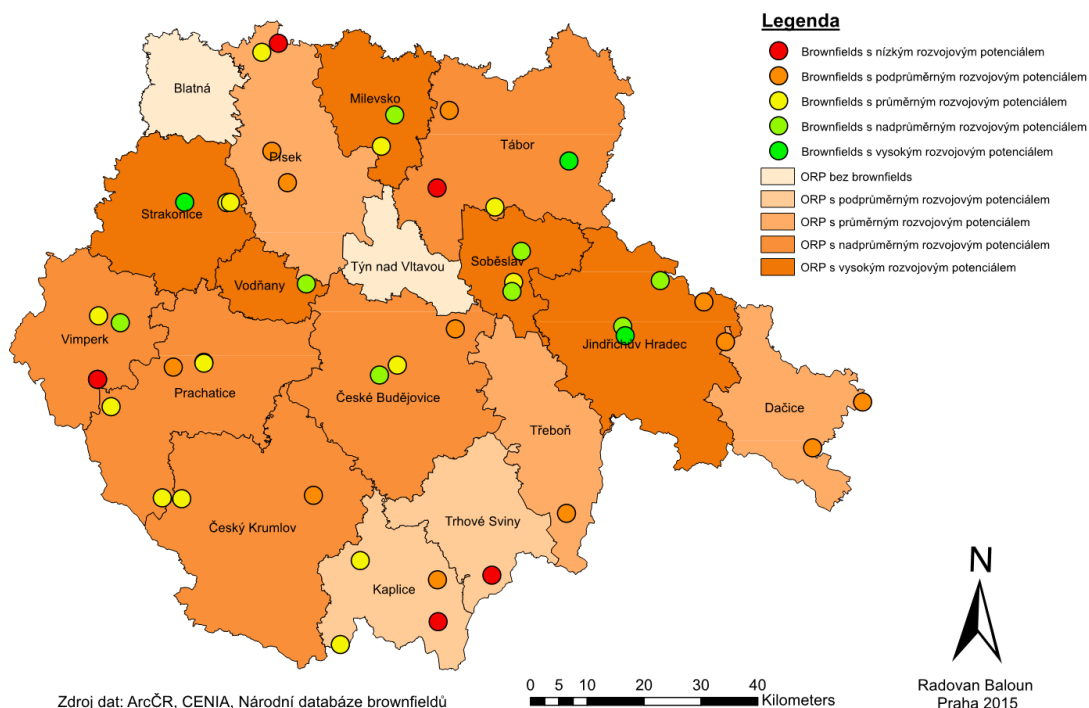 Legenda
Brownfields s nízkým rozvojovým potenciálem
Brownfields s podprůměrným rozvojovým potenciálem
Brownfields s průměrným rozvojovým potenciálem
Brownfields s nadprůměrným rozvojovým potenciálem
Brownfields s vysokým rozvojovým potenciálem
ORP bez brownfields
ORP s podprůměrným rozvojovým potenciálem
ORP s průměrným rozvojovým potenciálem
ORP s nadprůměrným rozvojovým potenciálem
ORP s vysokým rozvojovým potenciálem
Blatná
Milevsko
Tábor
Písek
Strakonice
Týn nad Vltavou
Soběslav
Vodňany
Vimperk
Jindřichův Hradec
Prachatice
České Budějovice
Dačice
Třeboň
Trhové Sviny
Český Krumlov
Kaplice
N
Zdroj dat: ArcČR, CENIA, Národní databáze brownfieldů
0 5 10 20 30 40
Kilometers
Radovan Baloun
Praha 2015